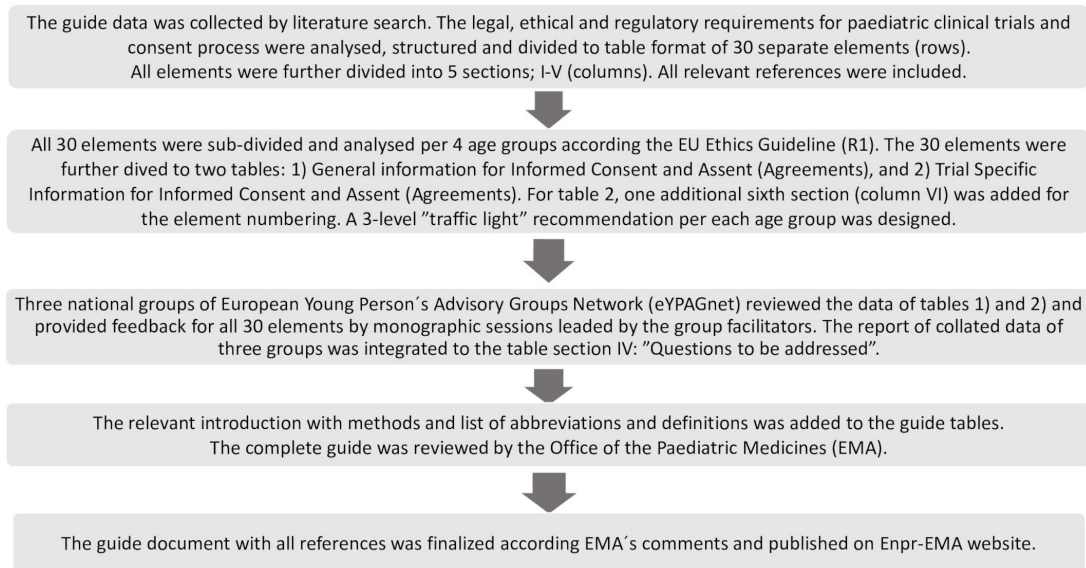 The guide data was collected by literature search. The legal, ethical and regulatory requirements for paediatric clinical trials and
consent process were analysed, structured and divided to table format of 30 separate elements (rows).
All elements were further divided into 5 sections; I-V (columns). All relevant references were included.
All 30 elements were sub-divided and analysed per 4 age groups according the EU Ethics Guideline (R1). The 30 elements were
further dived to two tables: 1) General information for Informed Consent and Assent (Agreements), and 2) Trial Specific
Information for Informed Consent and Assent (Agreements). For table 2, one additional sixth section (column VI) was added for
the element numbering. A 3-level ”traffic light” recommendation per each age group was designed.
Three national groups of European Young Person´s Advisory Groups Network (eYPAGnet) reviewed the data of tables 1) and 2) and
provided feedback for all 30 elements by monographic sessions leaded by the group facilitators. The report of collated data of
three groups was integrated to the table section IV: ”Questions to be addressed”.
The relevant introduction with methods and list of abbreviations and definitions was added to the guide tables.
The complete guide was reviewed by the Office of the Paediatric Medicines (EMA).
The guide document with all references was finalized according EMA´s comments and published on Enpr-EMA website.